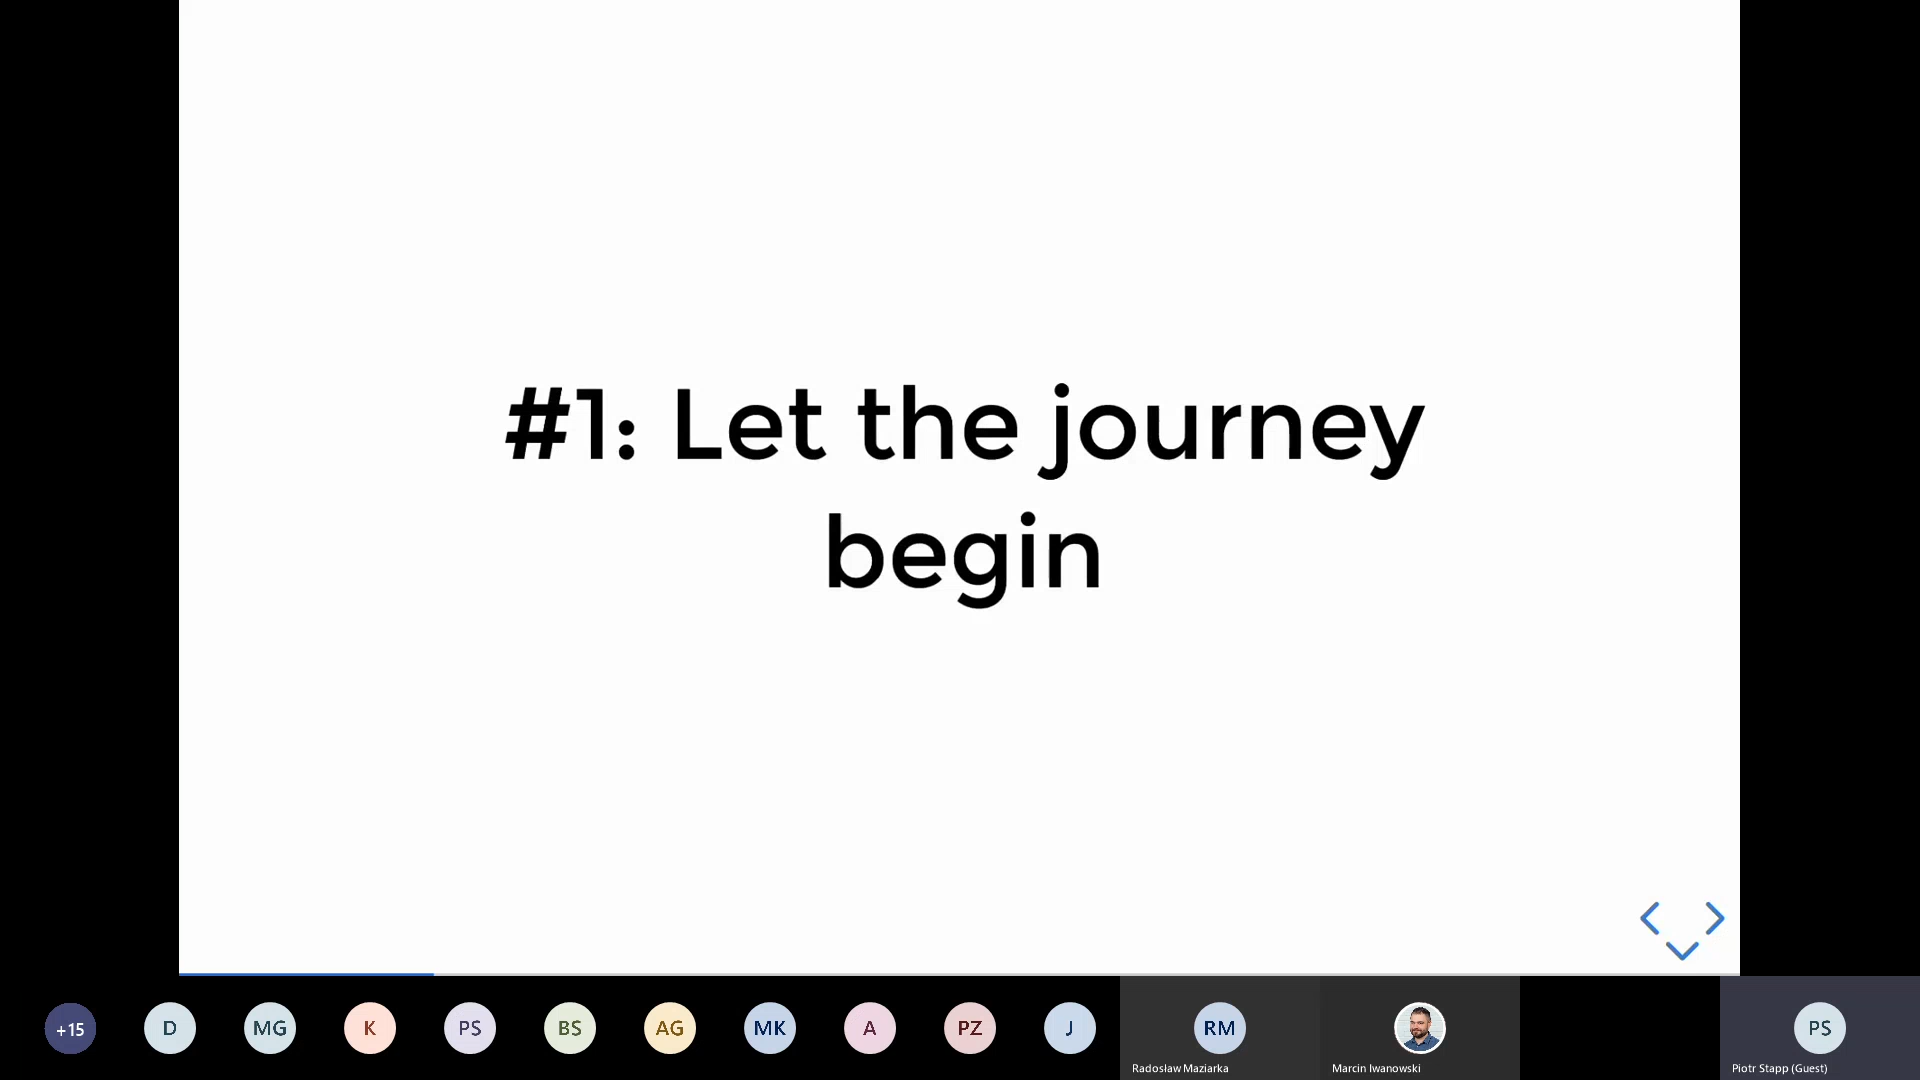 #1: Let the journey
begin
+15
D
MG
K
PS
BS
AG
MK
A
PZ
J
RM
PS
Radosław Maziarka
Marcin Iwanowski
Piotr Stapp (Guest)